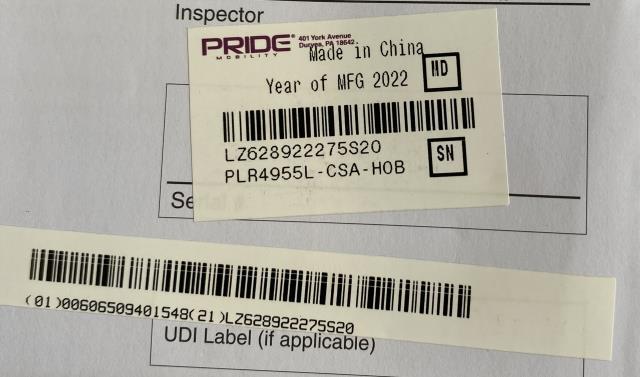 Inspector
PRIDE
MOBILITY
401 York Avenue
Duryea, PA 18642
Made in China
MD
Year of MFG 2022
LZ628922275S20
SN
PLR4955L-CSA-HOB
Serial
(01)00606509401548(21)LZ628922275S20
UDI Label (if applicable)